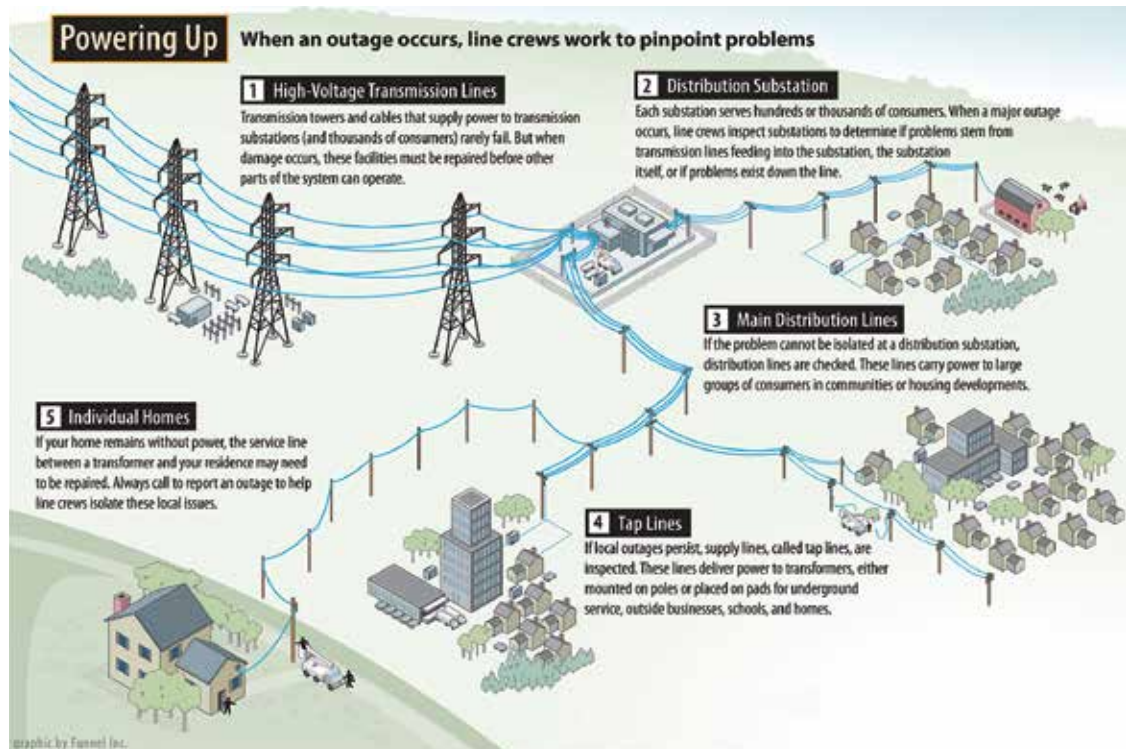 Powering Up
When an outage occurs, line crews work to pinpoint problems
1 High-Voltage Transmission Lines
Transmission towers and cables that supply power to transmission
substations (and thousands of consumers) rarely fail. But when
damage occurs, these facilities must be repaired before other
parts of the system can operate.
2 Distribution Substation
Each substation serves hundreds or thousands of consumers. When a major outage
occurs, line crews inspect substations to determine if problems stem from
transmission lines feeding into the substation, the substation
itself, or if problems exist down the line.
3 Main Distribution Lines
If the problem cannot be isolated at a distribution substation,
distribution lines are checked. These lines carry power to large
groups of consumers in communities or housing developments.
4 Tap Lines
If local outages persist, supply lines, called tap lines, are
inspected. These lines deliver power to transformers, either
mounted on poles or placed on pads for underground
service, outside businesses, schools, and homes.
5 Individual Homes
If your home remains without power, the service line
between a transformer and your residence may need
to be repaired. Always call to report an outage to help
line crews isolate these local issues.
graphic by Funnel Inc.